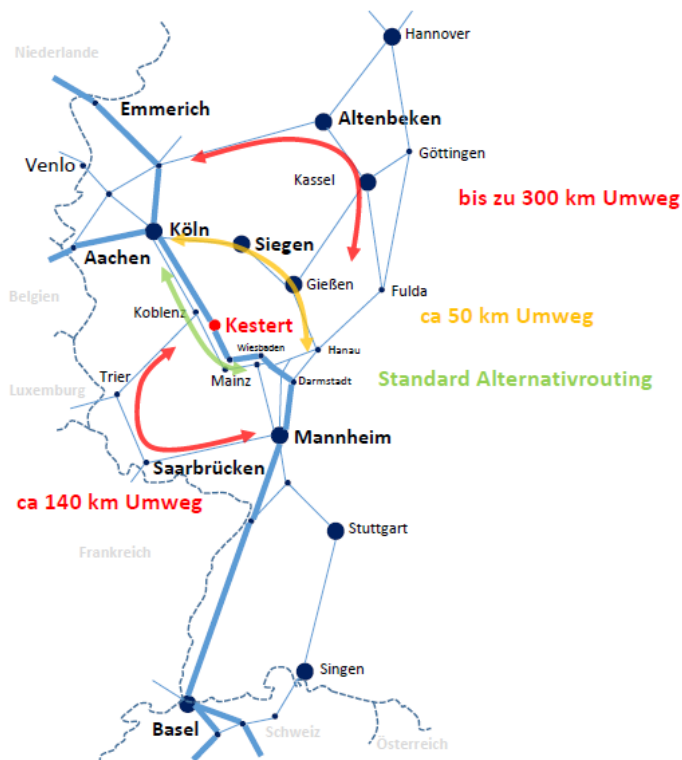 Hannover
Niederlande
Emmerich
Altenbeken
Göttingen
Venlo
Kassel
bis zu 300 km Umweg
Köln
Siegen
Aachen
Gießen
Fulda
Belgien
Koblenz
Kestert
ca 50 km Umweg
Wiesbaden
Hanau
Trier
Mainz
Darmstadt
Standard Alternativrouting
Luxemburg
Mannheim
Saarbrücken
ca 140 km Umweg
Stuttgart
Frankreich
Singen
Basel
Schweiz
Österreich